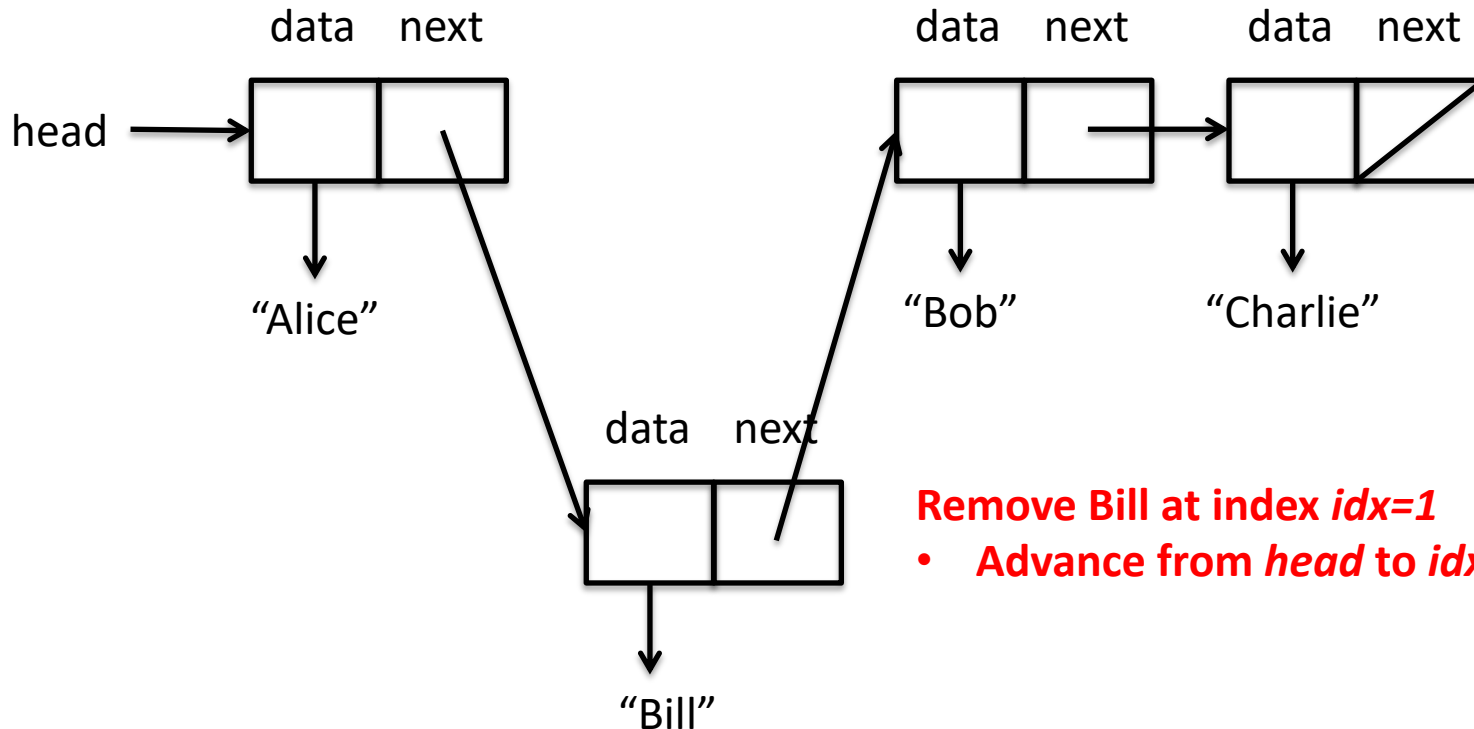 data next
data next
data next
head
“Alice”
“Bob”
“Charlie”
data next
Remove Bill at index idx=1
• Advance from head to idx
“Bill”